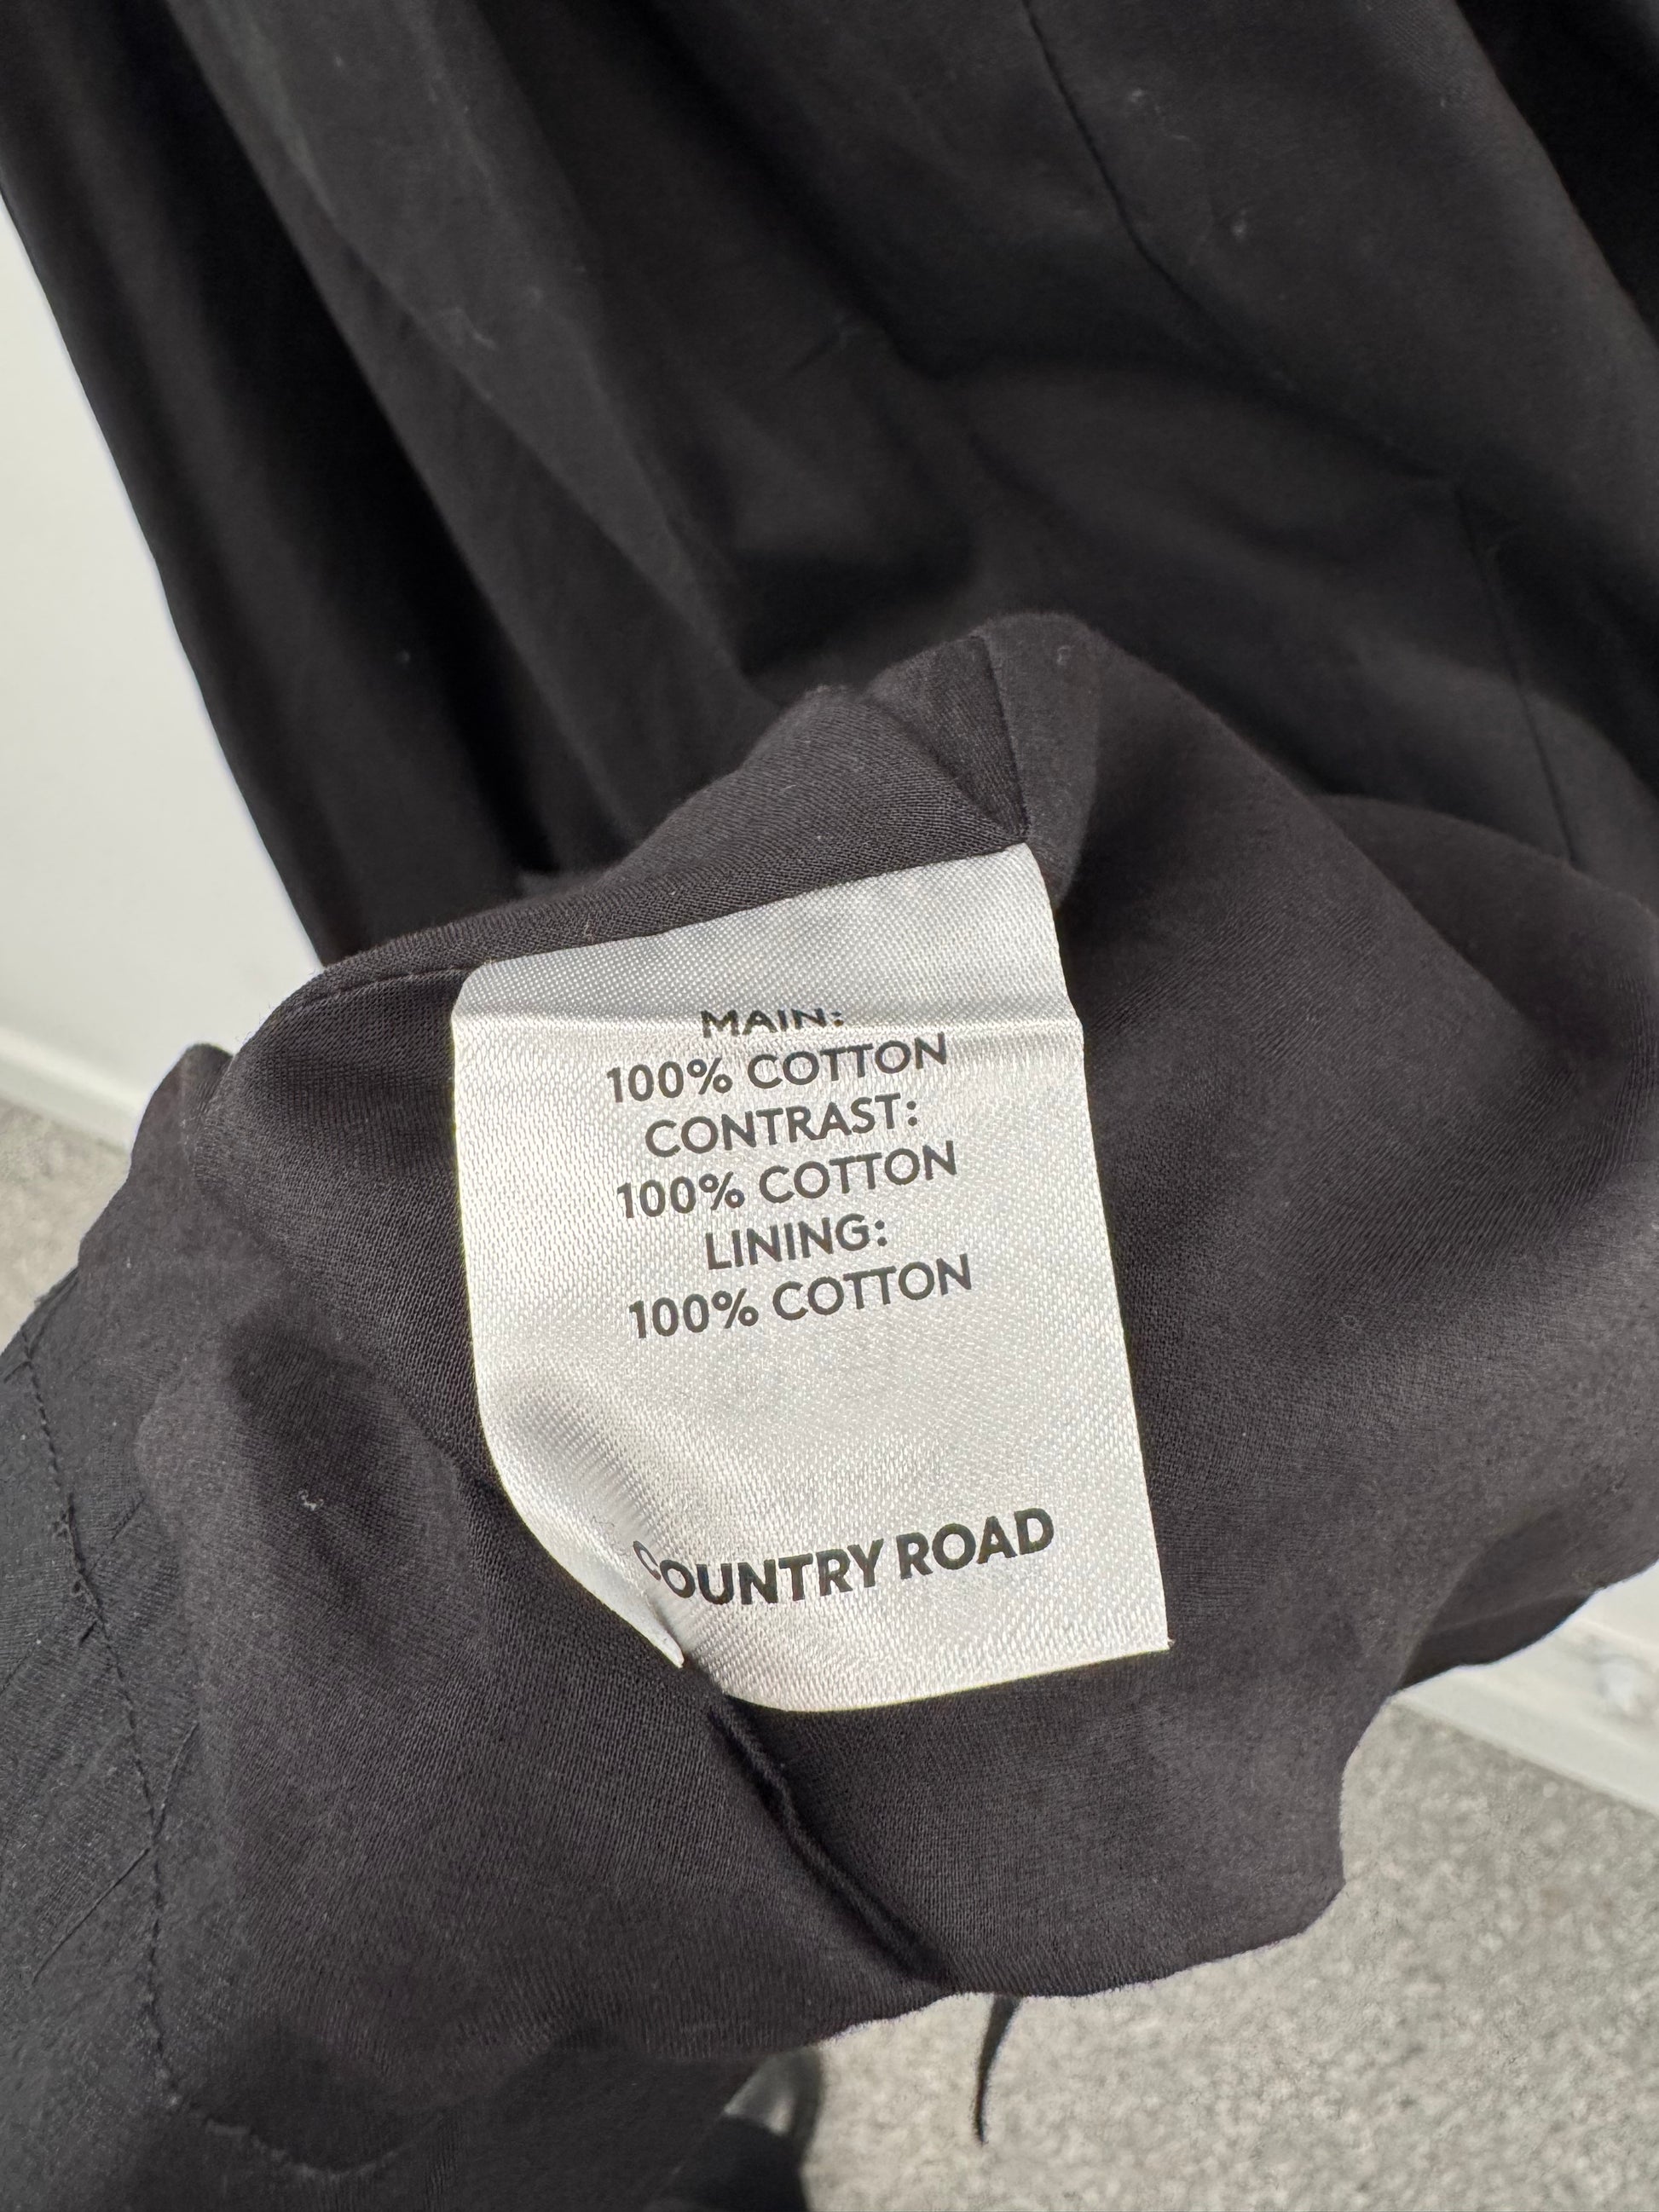 MAIN:
100% COTTON
CONTRAST:
100% COTTON
LINING:
100% COTTON
COUNTRY ROAD